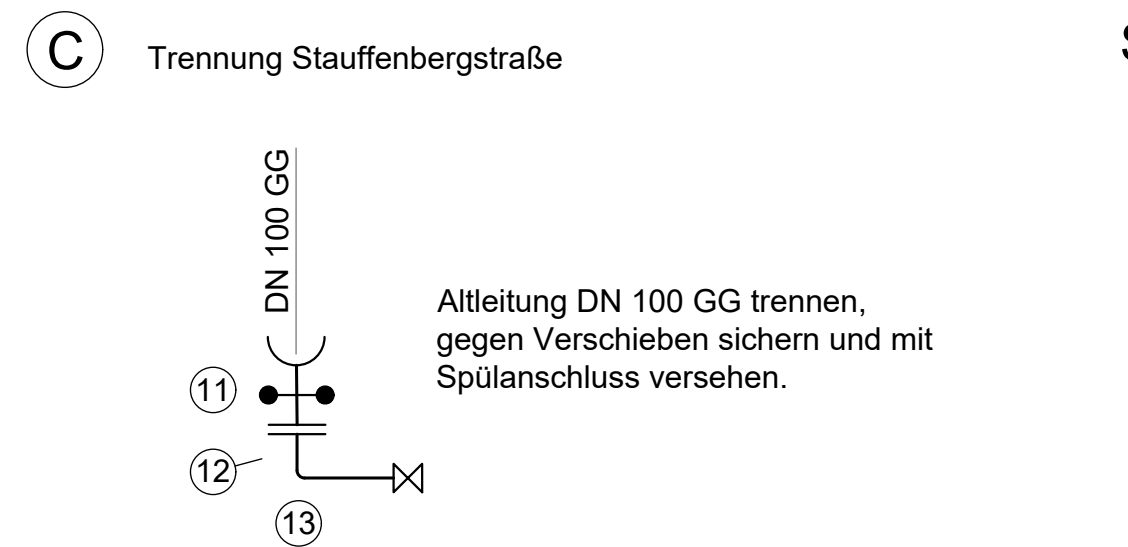 C
Trennung Stauffenbergstraße
DN 100 GG
Altleitung DN 100 GG trennen,
gegen Verschieben sichern und mit
Spülanschluss versehen.
11
12
13